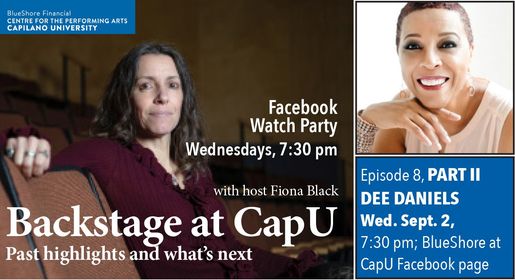 BlueShore Financial
CENTRE FOR THE PERFORMING ARTS
CAPILANO UNIVERSITY
Facebook
Watch Party
Wednesdays, 7:30 pm
with host Fiona Black
Backstage at CapU
Past highlights and what's next
Episode 8, PART II
DEE DANIELS
Wed. Sept. 2,
7:30 pm; BlueShore at
CapU Facebook page